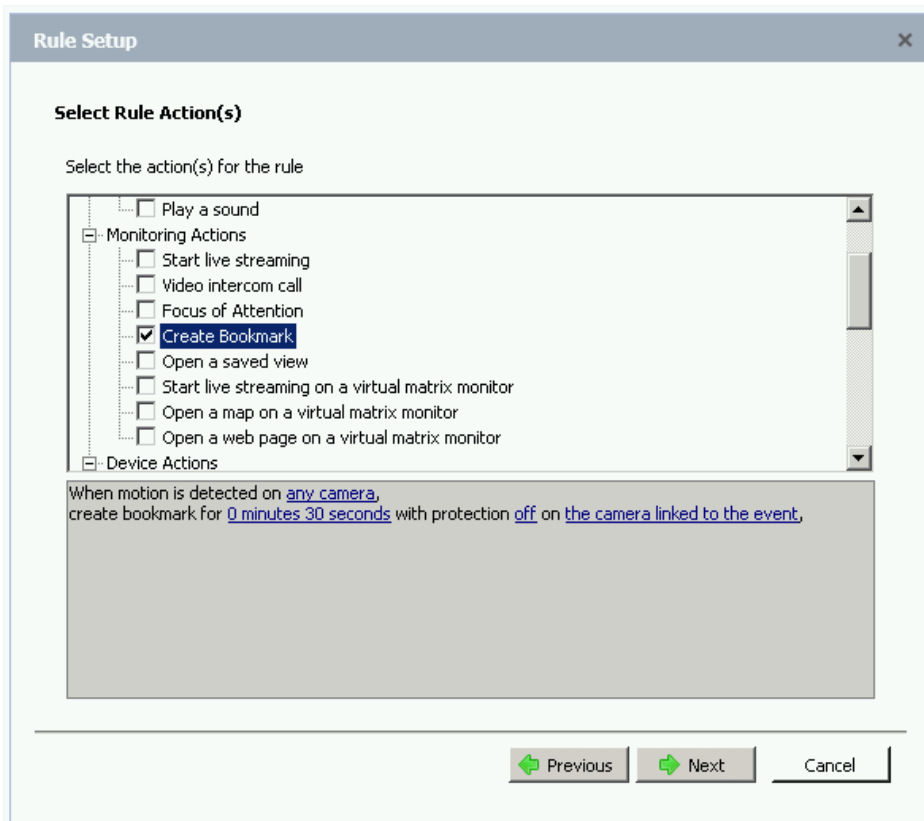 Rule Setup
Select Rule Action(s)
Select the action(s) for the rule
Play a sound
Monitoring Actions
Start live streaming
Video intercom call
Focus of Attention
Create Bookmark
Open a saved view
Start live streaming on a virtual matrix monitor
Open a map on a virtual matrix monitor
Open a web page on a virtual matrix monitor
Device Actions
When motion is detected on any camera,
create bookmark for 0 minutes 30 seconds with protection off on the camera linked to the event,
Previous Next Cancel